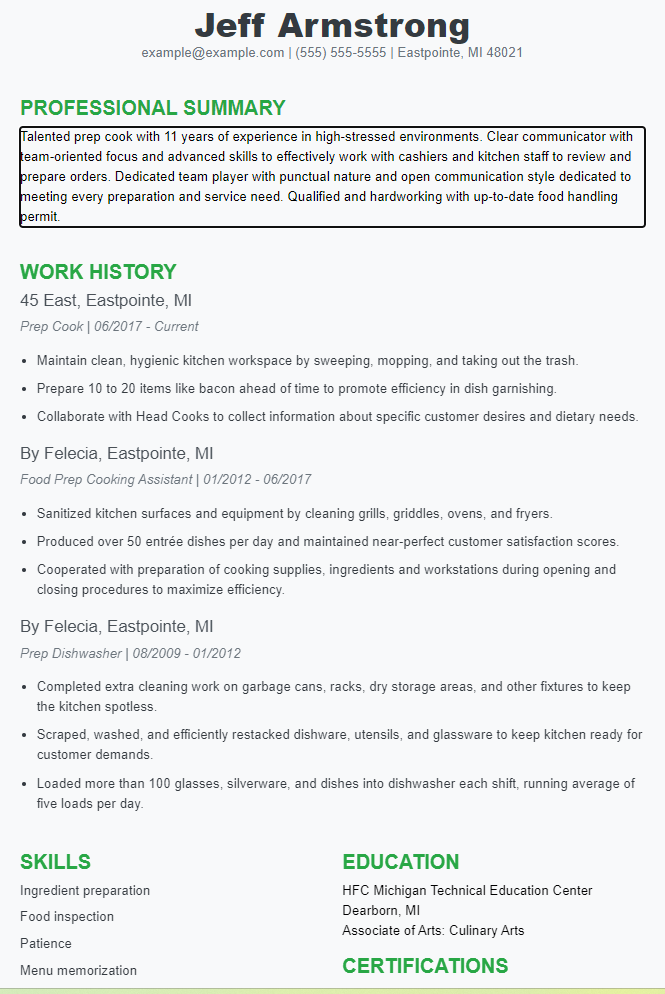 Jeff Armstrong
example@example.com | (555) 555-5555 | Eastpointe, MI 48021
PROFESSIONAL SUMMARY
Talented prep cook with 11 years of experience in high-stressed environments. Clear communicator with
team-oriented focus and advanced skills to effectively work with cashiers and kitchen staff to review and
prepare orders. Dedicated team player with punctual nature and open communication style dedicated to
meeting every preparation and service need. Qualified and hardworking with up-to-date food handling
permit.
WORK HISTORY
45 East, Eastpointe, MI
Prep Cook | 06/2017 - Current
• Maintain clean, hygienic kitchen workspace by sweeping, mopping, and taking out the trash.
• Prepare 10 to 20 items like bacon ahead of time to promote efficiency in dish garnishing.
• Collaborate with Head Cooks to collect information about specific customer desires and dietary needs.
By Felecia, Eastpointe, MI
Food Prep Cooking Assistant | 01/2012 - 06/2017
• Sanitized kitchen surfaces and equipment by cleaning grills, griddles, ovens, and fryers.
• Produced over 50 entrée dishes per day and maintained near-perfect customer satisfaction scores.
• Cooperated with preparation of cooking supplies, ingredients and workstations during opening and
closing procedures to maximize efficiency.
By Felecia, Eastpointe, MI
Prep Dishwasher | 08/2009 - 01/2012
• Completed extra cleaning work on garbage cans, racks, dry storage areas, and other fixtures to keep
the kitchen spotless.
• Scraped, washed, and efficiently restacked dishware, utensils, and glassware to keep kitchen ready for
customer demands.
• Loaded more than 100 glasses, silverware, and dishes into dishwasher each shift, running average of
five loads per day.
SKILLS
Ingredient preparation
Food inspection
Patience
Menu memorization
EDUCATION
HFC Michigan Technical Education Center
Dearborn, MI
Associate of Arts: Culinary Arts
CERTIFICATIONS